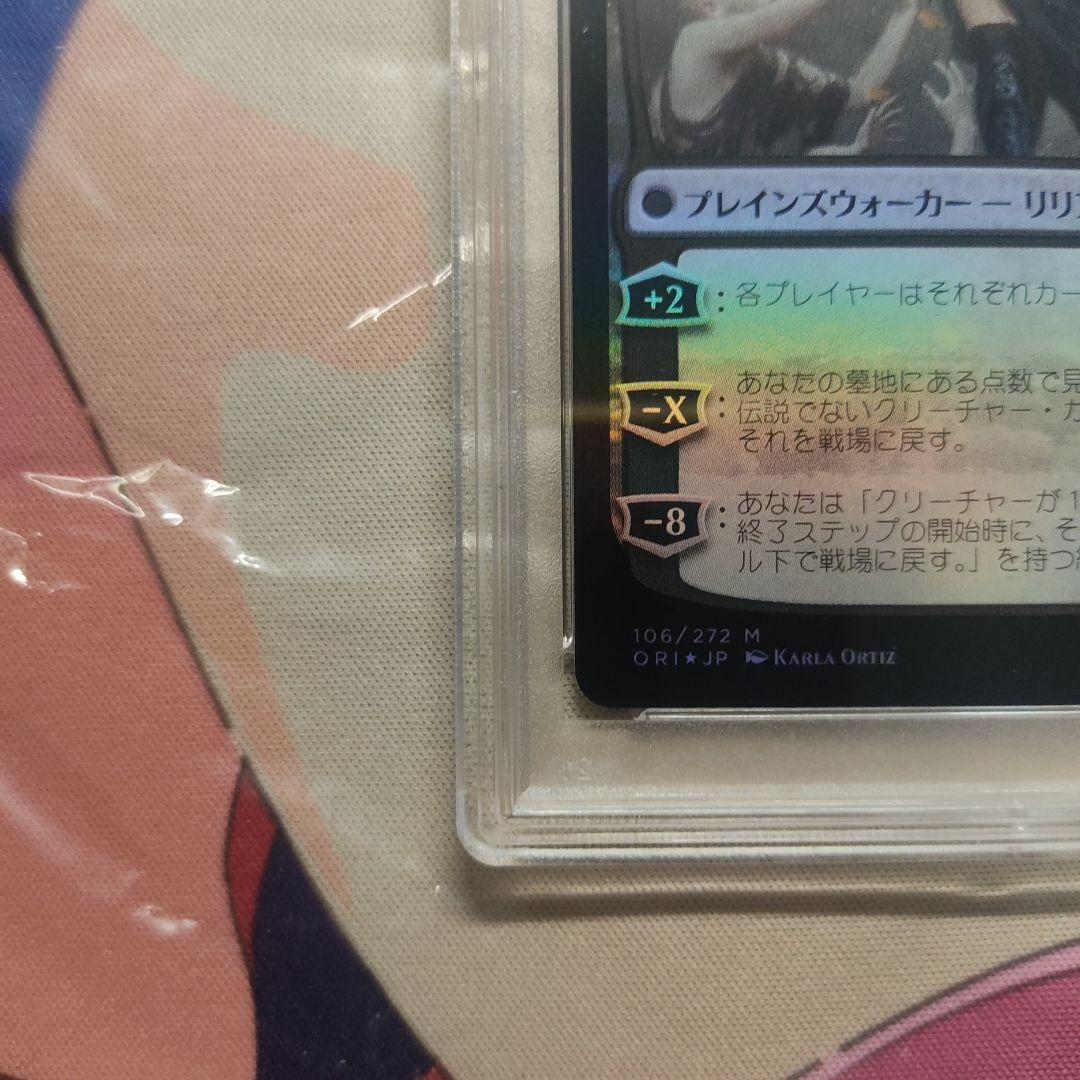 プレインズウォーカー — リリア
+2 : 各プレイヤーはそれぞれカー
あなたの墓地にある点数で見
−X : 伝説でないクリーチャー・カ
それを戦場に戻す。
あなたは「クリーチャーが1
−8 : 終了ステップの開始時に、そ
ル下で戦場に戻す。」を持つ
106/272 M
ORI★JP KARLA ORTIZ